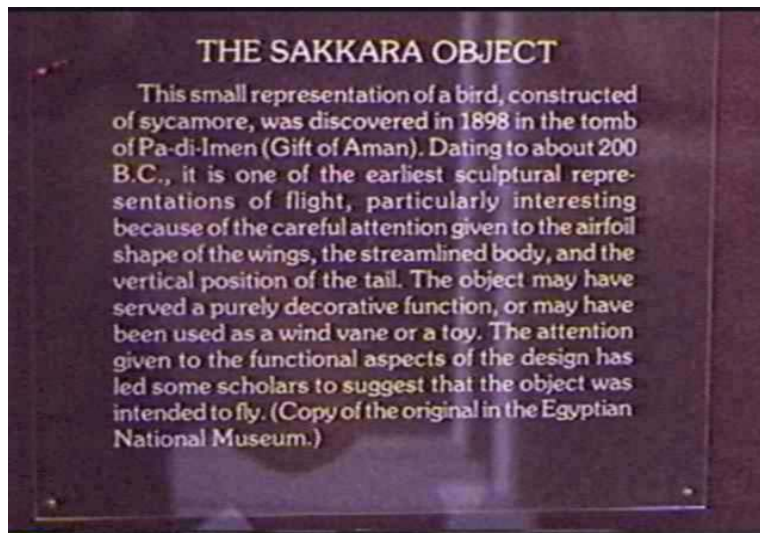 THE SAKKARA OBJECT
This small representation of a bird, constructed
of sycamore, was discovered in 1898 in the tomb
of Pa-di-Imen (Gift of Aman). Dating to about 200
B.C., it is one of the earliest sculptural repre-
sentations of flight, particularly interesting
because of the careful attention given to the airfoil
shape of the wings, the streamlined body, and the
vertical position of the tail. The object may have
served a purely decorative function, or may have
been used as a wind vane or a toy. The attention
given to the functional aspects of the design has
led some scholars to suggest that the object was
intended to fly. (Copy of the original in the Egyptian
National Museum.)